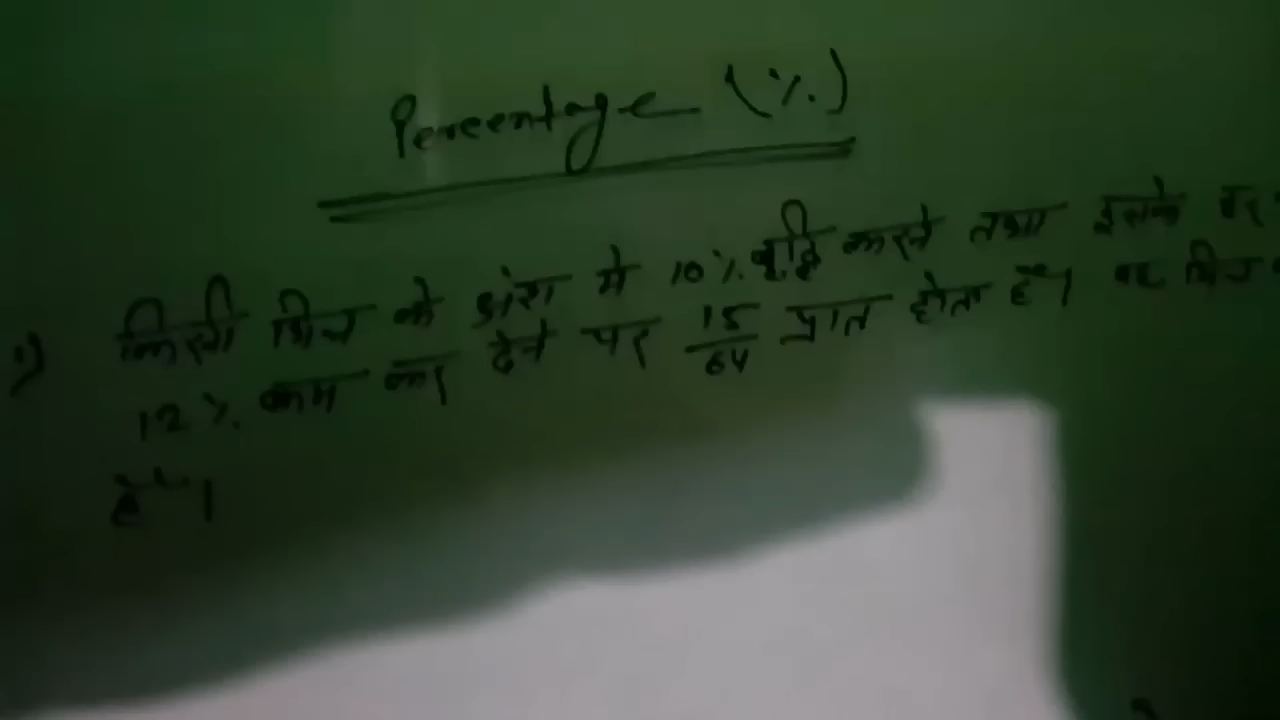 Percentage (%)
1) किसी भिन्न के अंश मे 10% वृद्धि करने तथा इसके हर
12% कम कर देने पर 15/64 प्राप्त होता है। वह भिन्न
है।